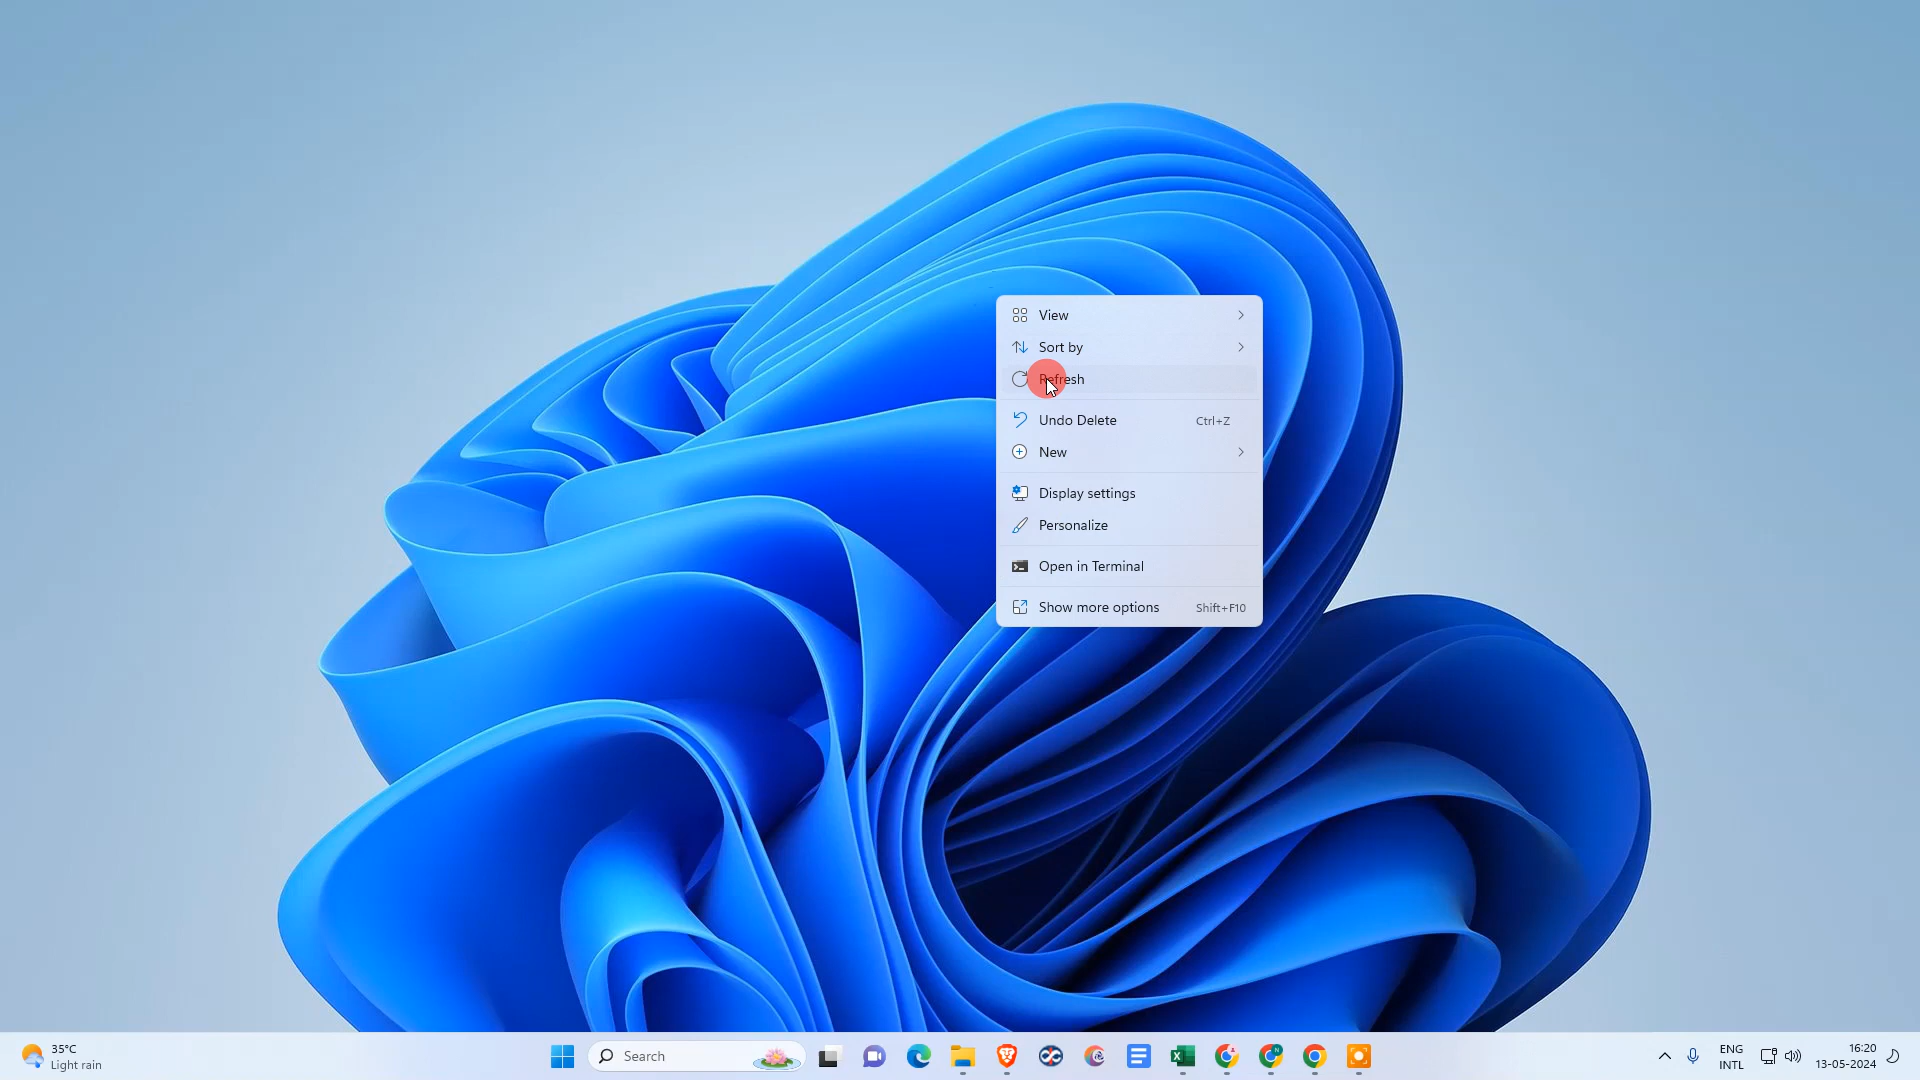 View
Sort by
Refresh
Undo Delete Ctrl+Z
New
Display settings
Personalize
Open in Terminal
Show more options Shift+F10
35°C
Light rain
Search
ENG
INTL
16:20
13-05-2024